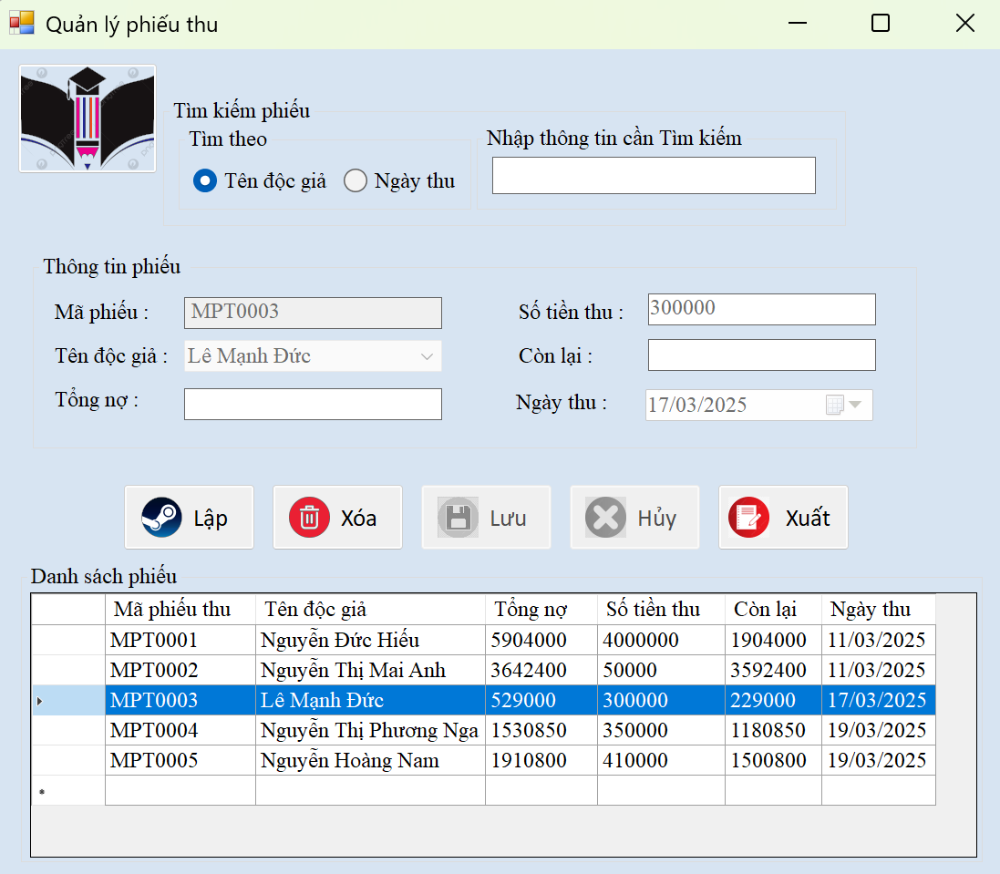 Quản lý phiếu thu
Tìm kiếm phiếu
Tìm theo
Nhập thông tin cần Tìm kiếm
Tên độc giả Ngày thu
Thông tin phiếu
Mã phiếu : MPT0003 Số tiền thu : 300000
Tên độc giả : Lê Mạnh Đức Còn lại :
Tổng nợ : Ngày thu : 17/03/2025
Lập Xóa Lưu Hủy Xuất
Danh sách phiếu
Mã phiếu thu Tên độc giả Tổng nợ Số tiền thu Còn lại Ngày thu
MPT0001 Nguyễn Đức Hiếu 5904000 4000000 1904000 11/03/2025
MPT0002 Nguyễn Thị Mai Anh 3642400 50000 3592400 11/03/2025
MPT0003 Lê Mạnh Đức 529000 300000 229000 17/03/2025
MPT0004 Nguyễn Thị Phương Nga 1530850 350000 1180850 19/03/2025
MPT0005 Nguyễn Hoàng Nam 1910800 410000 1500800 19/03/2025